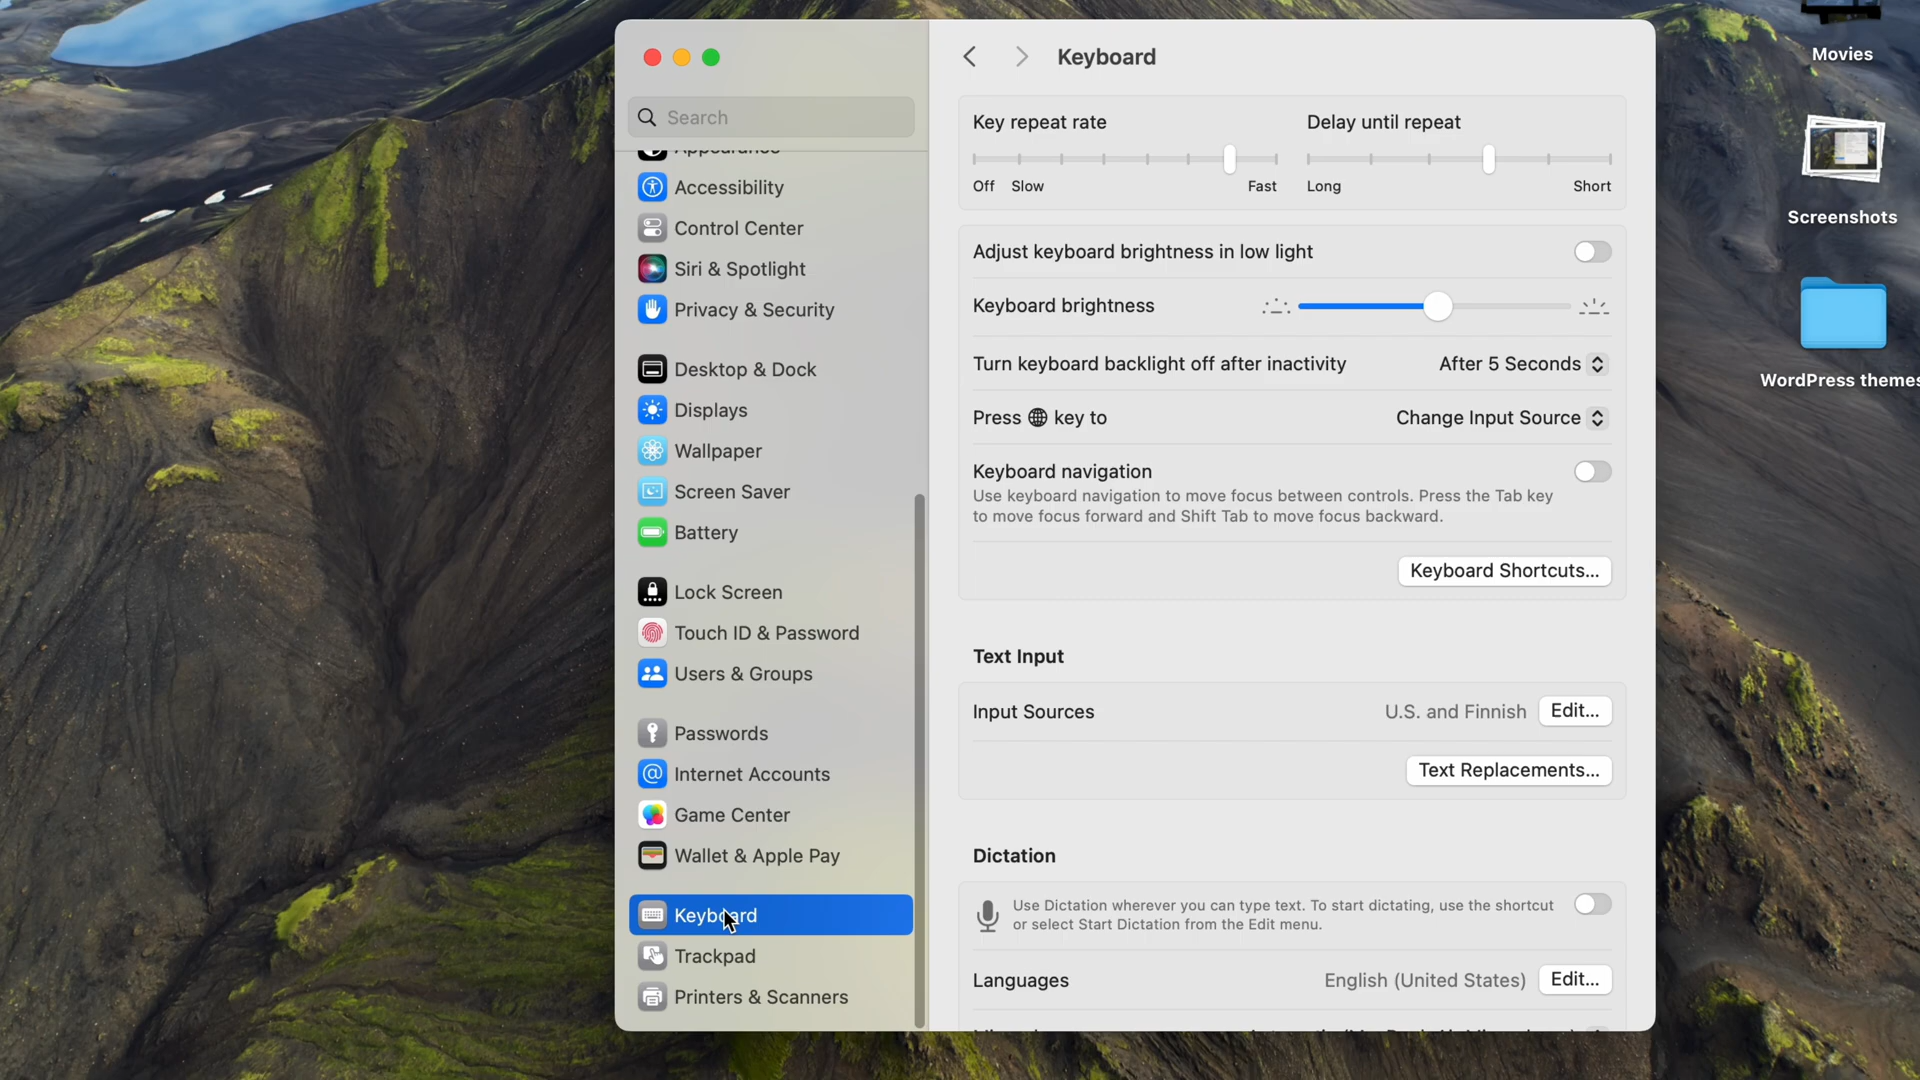 Search
Appearance
Accessibility
Control Center
Siri & Spotlight
Privacy & Security
Desktop & Dock
Displays
Wallpaper
Screen Saver
Battery
Lock Screen
Touch ID & Password
Users & Groups
Passwords
Internet Accounts
Game Center
Wallet & Apple Pay
Keyboard
Trackpad
Printers & Scanners
Keyboard
Key repeat rate
Off Slow Fast
Delay until repeat
Long Short
Adjust keyboard brightness in low light
Keyboard brightness
Turn keyboard backlight off after inactivity After 5 Seconds
Press key to Change Input Source
Keyboard navigation
Use keyboard navigation to move focus between controls. Press the Tab key
to move focus forward and Shift Tab to move focus backward.
Keyboard Shortcuts...
Text Input
Input Sources U.S. and Finnish Edit...
Text Replacements...
Dictation
Use Dictation wherever you can type text. To start dictating, use the shortcut
or select Start Dictation from the Edit menu.
Languages English (United States) Edit...
Movies
Screenshots
WordPress themes